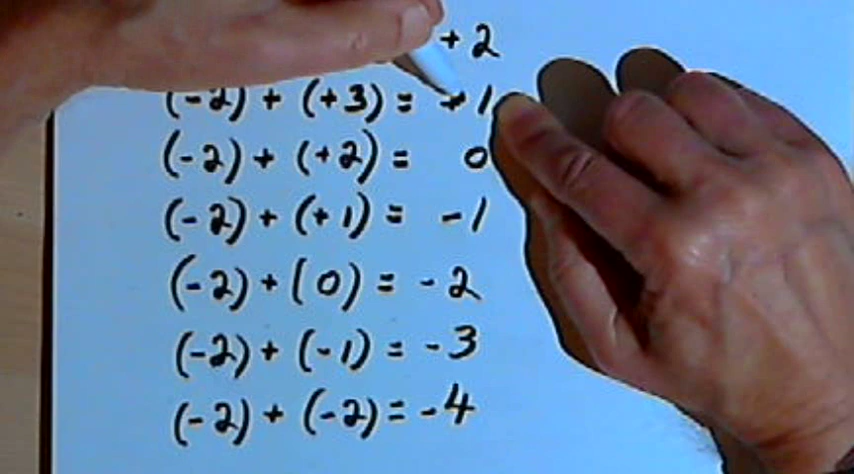 + 2
(-2) + (+3) = +1
(-2) + (+2) = 0
(-2) + (+1) = -1
(-2) + (0) = -2
(-2) + (-1) = -3
(-2) + (-2) = -4